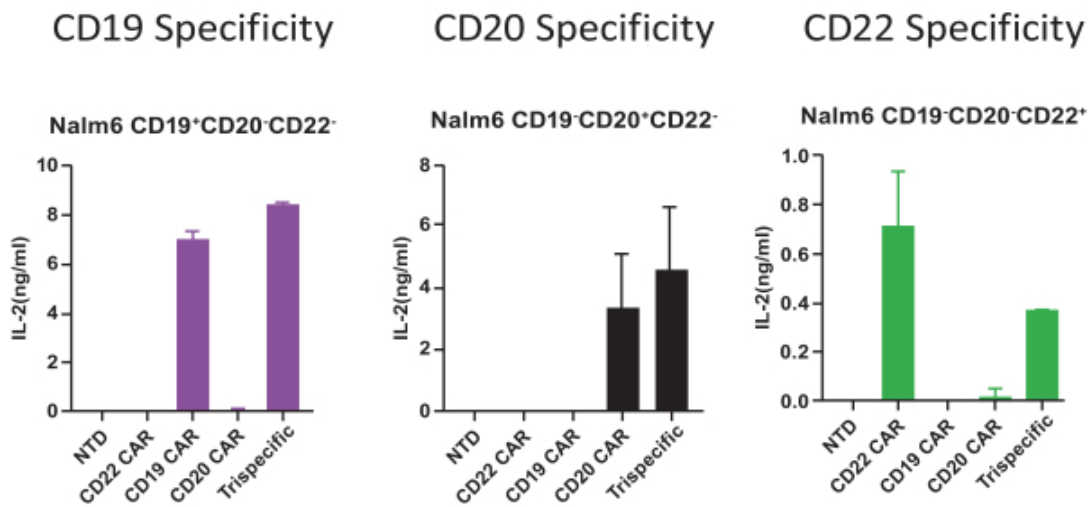 CD19 Specificity
CD20 Specificity
CD22 Specificity
Nalm6 CD19⁺CD20⁻CD22⁻
IL-2(ng/ml)
10
8
6
4
2
0
NTD
CD22 CAR
CD19 CAR
CD20 CAR
Trispecific
Nalm6 CD19⁻CD20⁺CD22⁻
IL-2(ng/ml)
8
6
4
2
0
NTD
CD22 CAR
CD19 CAR
CD20 CAR
Trispecific
Nalm6 CD19⁻CD20⁻CD22⁺
IL-2(ng/ml)
1.0
0.8
0.6
0.4
0.2
0.0
NTD
CD22 CAR
CD19 CAR
CD20 CAR
Trispecific